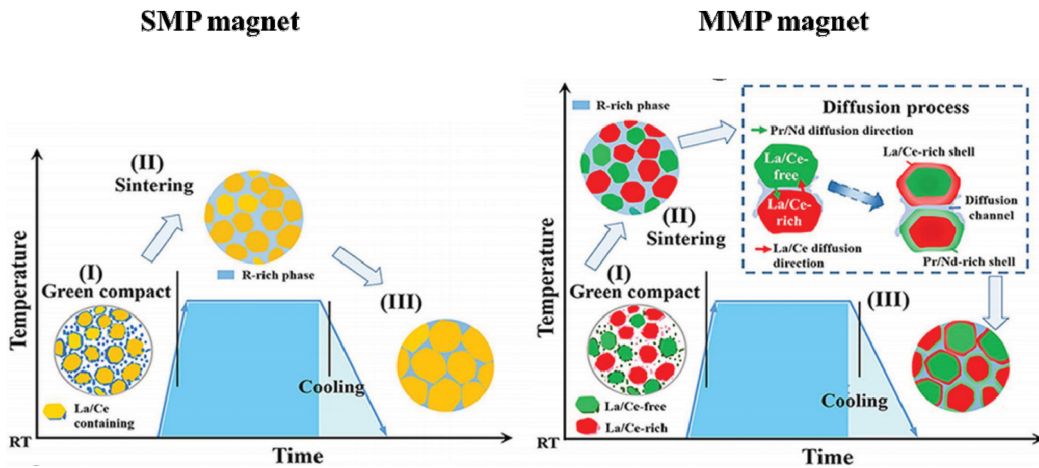 SMP magnet
Temperature
(II)
Sintering
R-rich phase
(I)
Green compact
(III)
Cooling
La/Ce
containing
RT
Time
MMP magnet
R-rich phase
Diffusion process
Pr/Nd diffusion direction
La/Ce-rich shell
La/Ce-
free
La/Ce-
rich
Diffusion
channel
La/Ce diffusion
direction
Pr/Nd-rich shell
Temperature
(II)
Sintering
(I)
Green compact
(III)
Cooling
La/Ce-free
La/Ce-rich
RT
Time